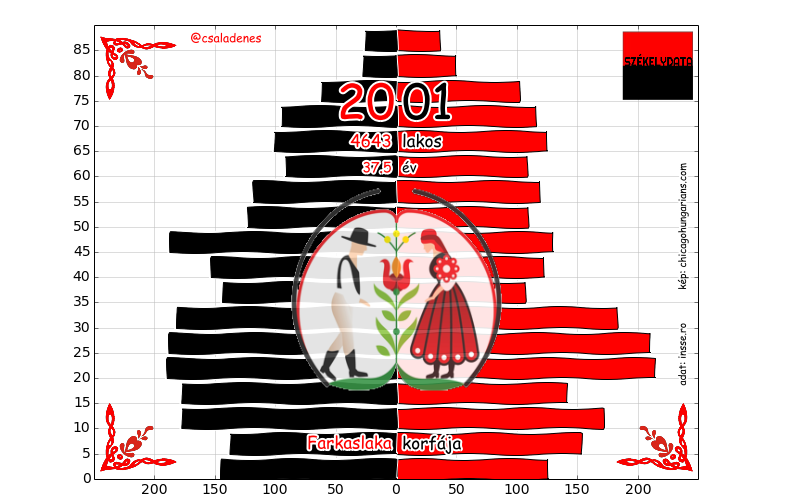 @csaladenes
SZÉKELYDATA
2001
4643 lakos
37.5 év
kép: chicagohungarians.com
adat: insse.ro
Farkaslaka korfája
85
80
75
70
65
60
55
50
45
40
35
30
25
20
15
10
5
0
200 150 100 50 0 50 100 150 200